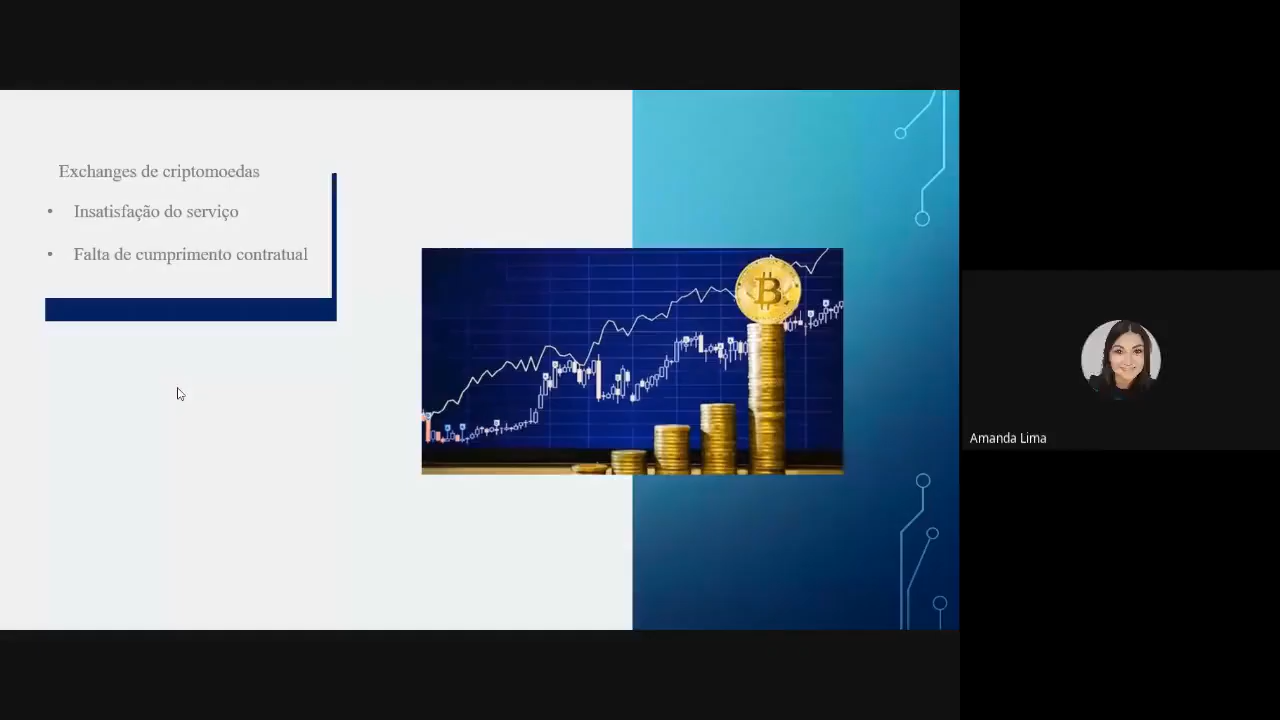 Exchanges de criptomoedas
• Insatisfação do serviço
• Falta de cumprimento contratual
Amanda Lima